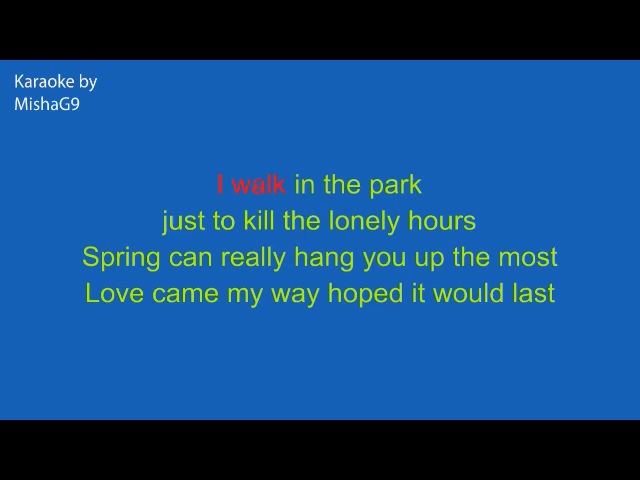 Karaoke by
MishaG9
I walk in the park
just to kill the lonely hours
Spring can really hang you up the most
Love came my way hoped it would last